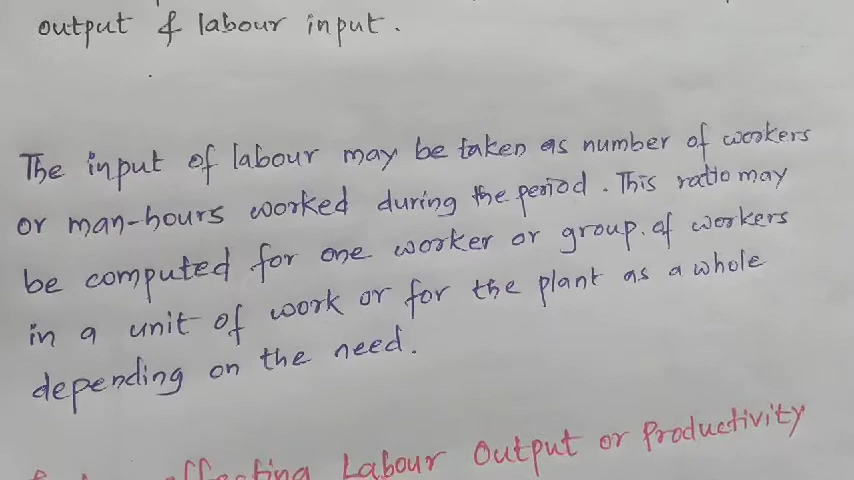 output & labour input.
The input of labour may be taken as number of workers
or man-hours worked during the period. This ratio may
be computed for one worker or group. of workers
in a unit of work or for the plant as a whole
depending on the need.
affecting Labour Output or Productivity